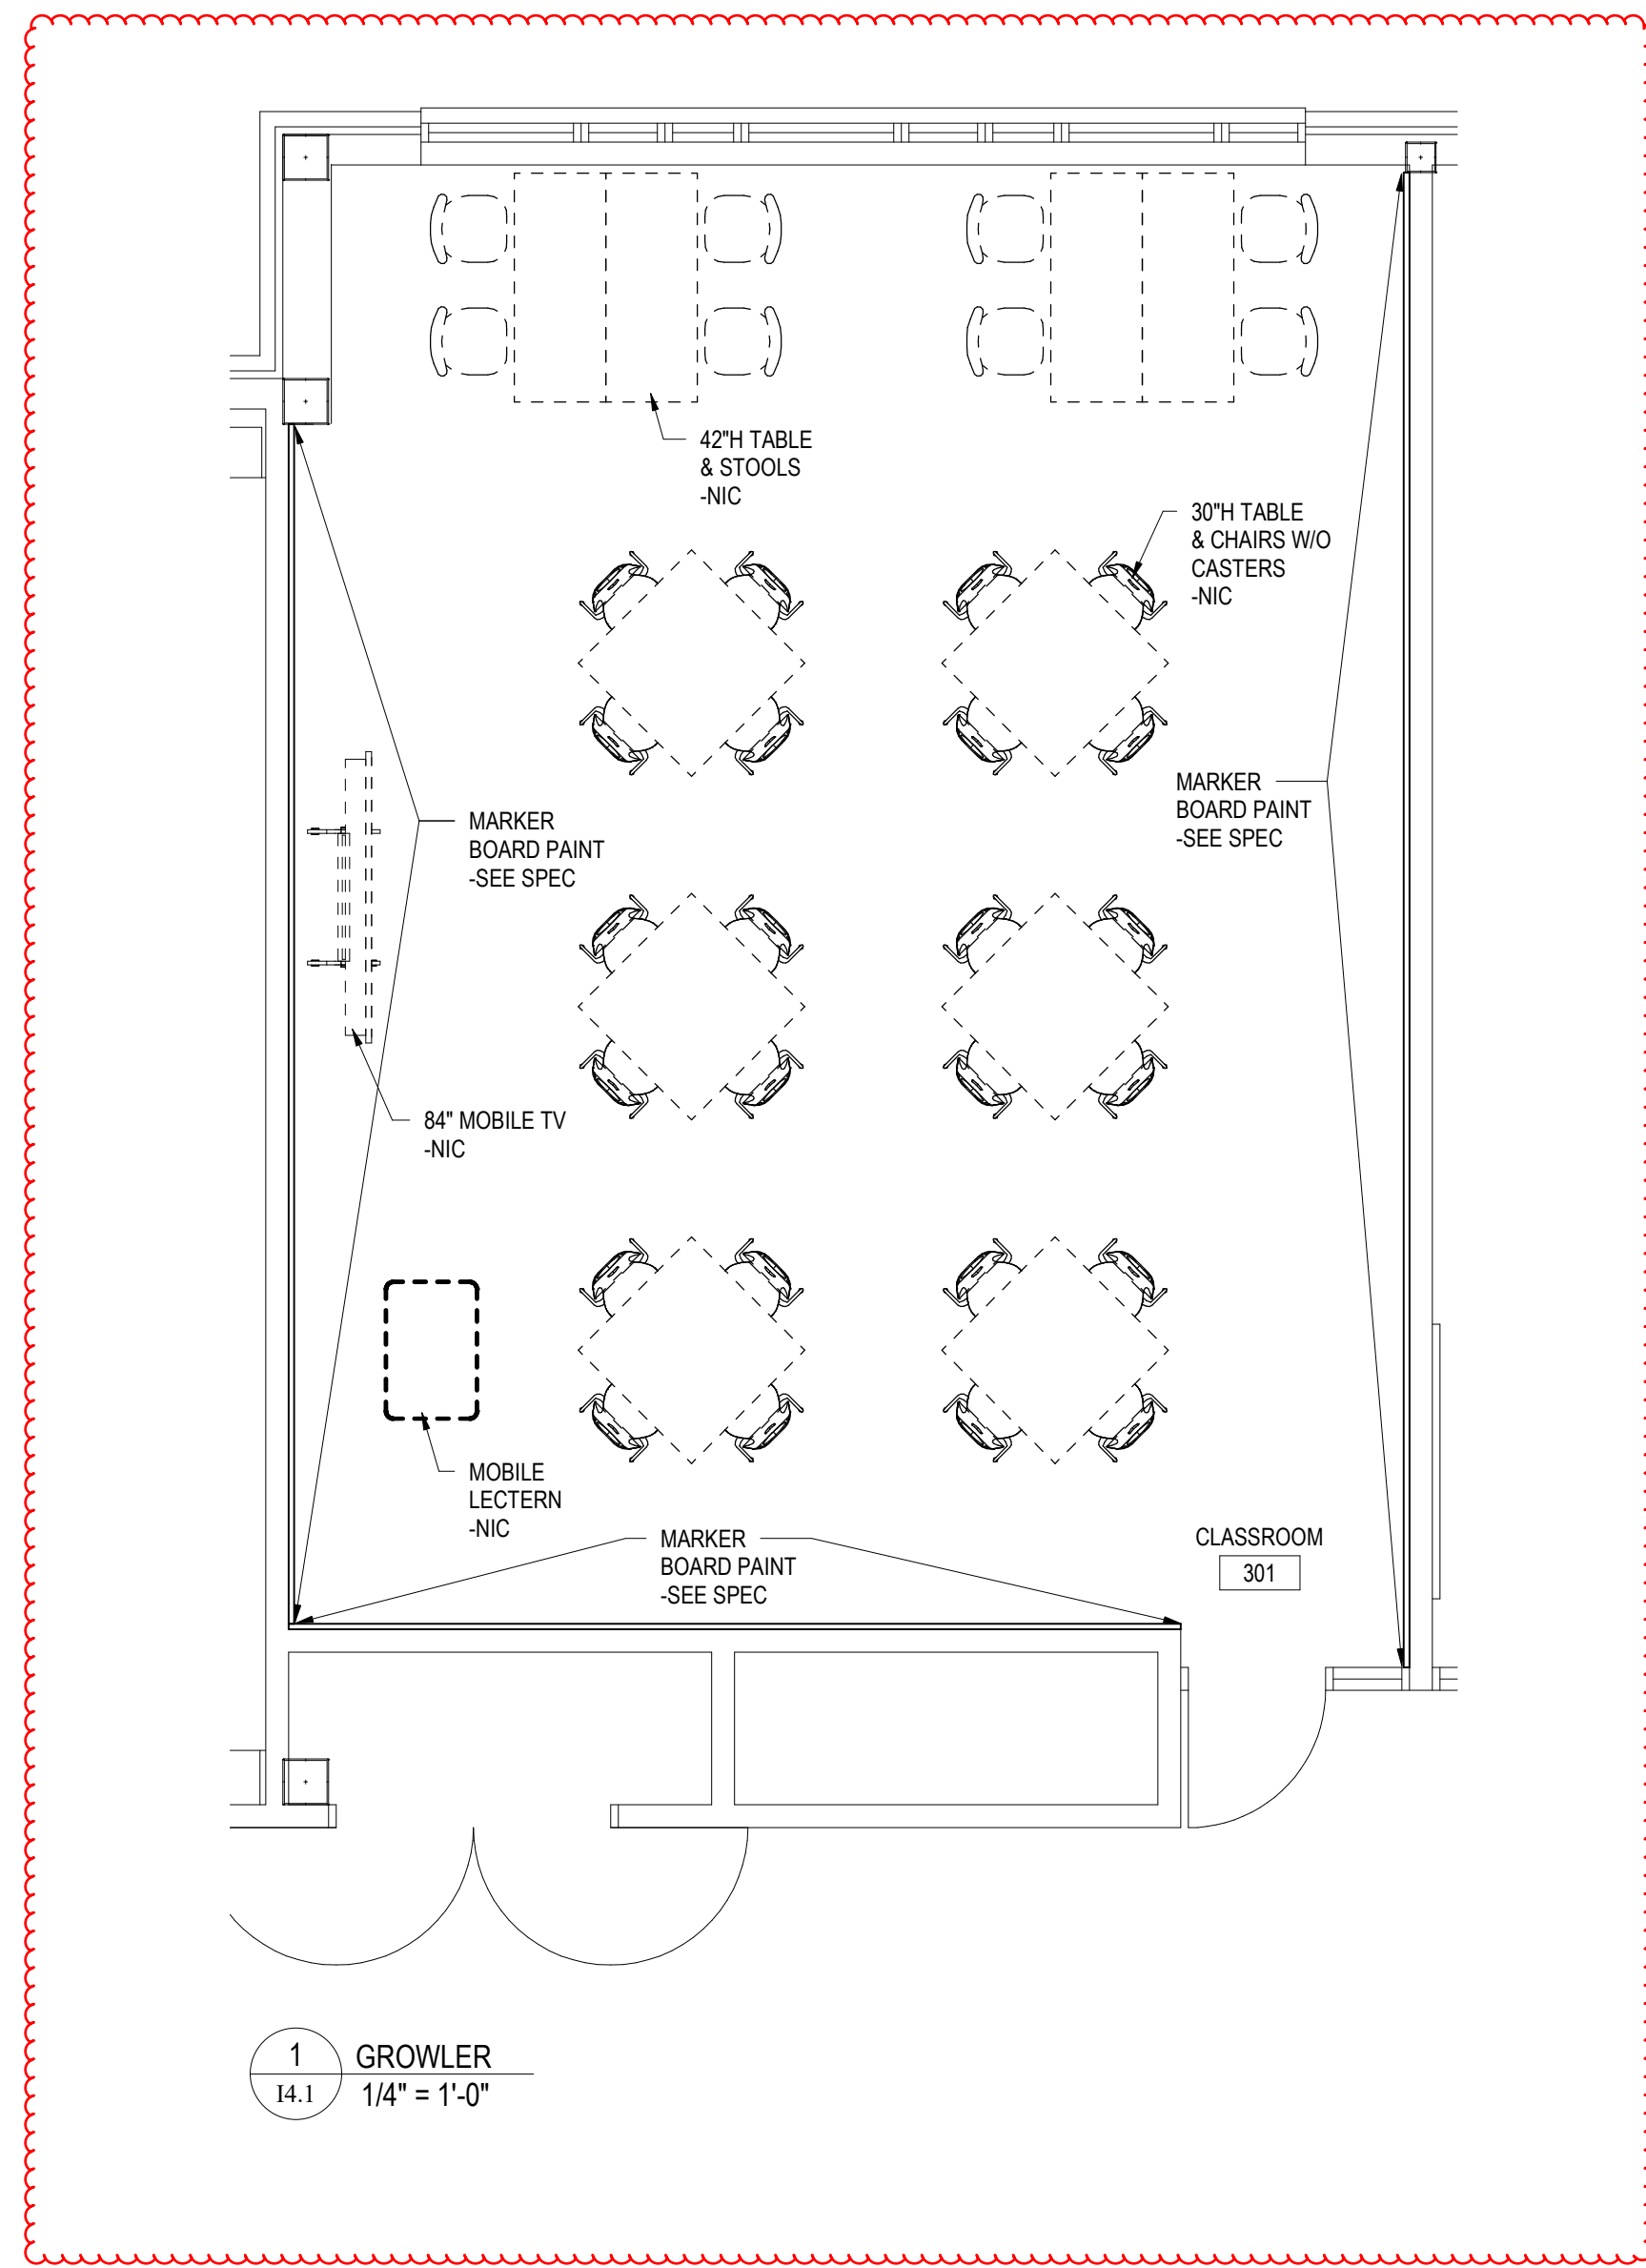 42"H TABLE
& STOOLS
-NIC
30"H TABLE
& CHAIRS W/O
CASTERS
-NIC
MARKER
BOARD PAINT
-SEE SPEC
MARKER
BOARD PAINT
-SEE SPEC
84" MOBILE TV
-NIC
MOBILE
LECTERN
-NIC
MARKER
BOARD PAINT
-SEE SPEC
CLASSROOM
301
1
I4.1
GROWLER
1/4" = 1'-0"